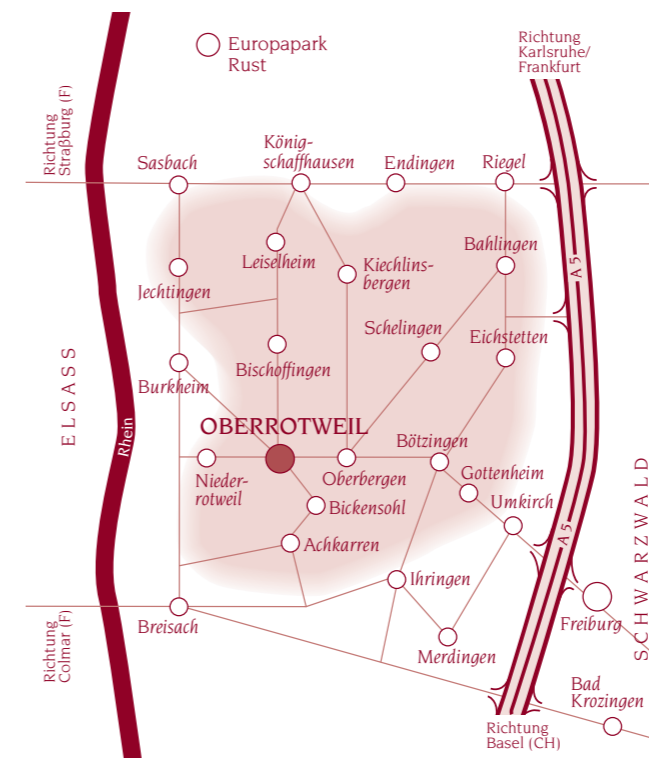 Europapark
Rust
Richtung
Karlsruhe/
Frankfurt
Richtung
Straßburg (F)
Sasbach
König-
schaffhausen
Endingen
Riegel
Leiselheim
Kiechlins-
bergen
Bahlingen
A 5
Jechtingen
Schelingen
Eichstetten
Bischoffingen
Burkheim
ELSASS
Rhein
OBERROTWEIL
Bötzingen
Nieder-
rotweil
Oberbergen
Gottenheim
Umkirch
Bickensohl
Achkarren
A 5
SCHWARZWALD
Ihringen
Freiburg
Breisach
Merdingen
Richtung
Colmar (F)
Bad
Krozingen
Richtung
Basel (CH)